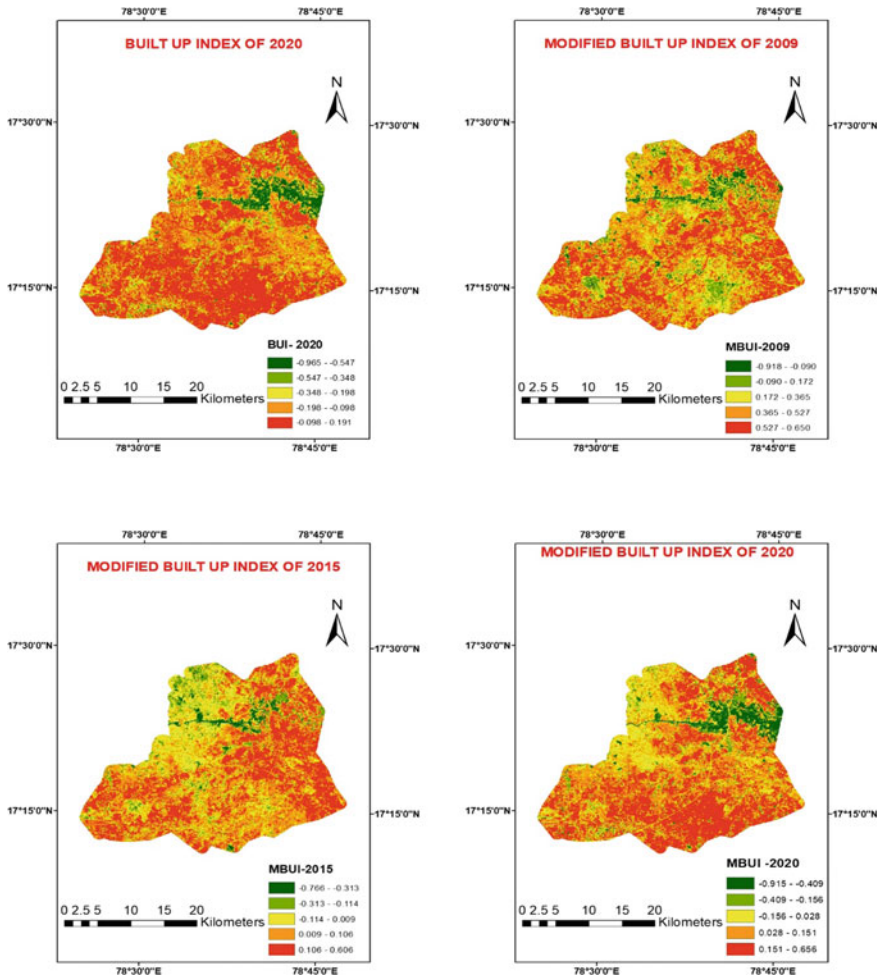 78°30'0"E 78°45'0"E
BUILT UP INDEX OF 2020
N
17°30'0"N 17°30'0"N
17°15'0"N 17°15'0"N
BUI- 2020
-0.965 - -0.547
-0.547 - -0.348
-0.348 - -0.198
-0.198 - -0.098
-0.098 - 0.191
0 2.5 5 10 15 20
Kilometers
78°30'0"E 78°45'0"E
78°30'0"E 78°45'0"E
MODIFIED BUILT UP INDEX OF 2009
N
17°30'0"N 17°30'0"N
17°15'0"N 17°15'0"N
MBUI-2009
-0.918 - -0.090
-0.090 - 0.172
0.172 - 0.365
0.365 - 0.527
0.527 - 0.650
0 2.5 5 10 15 20
Kilometers
78°30'0"E 78°45'0"E
78°30'0"E 78°45'0"E
MODIFIED BUILT UP INDEX OF 2015
N
17°30'0"N 17°30'0"N
17°15'0"N 17°15'0"N
MBUI-2015
-0.766 - -0.313
-0.313 - -0.114
-0.114 - 0.009
0.009 - 0.106
0.106 - 0.606
0 2.5 5 10 15 20
Kilometers
78°30'0"E 78°45'0"E
78°30'0"E 78°45'0"E
MODIFIED BUILT UP INDEX OF 2020
N
17°30'0"N 17°30'0"N
17°15'0"N 17°15'0"N
MBUI -2020
-0.915 - -0.409
-0.409 - -0.156
-0.156 - 0.028
0.028 - 0.151
0.151 - 0.656
0 2.5 5 10 15 20
Kilometers
78°30'0"E 78°45'0"E